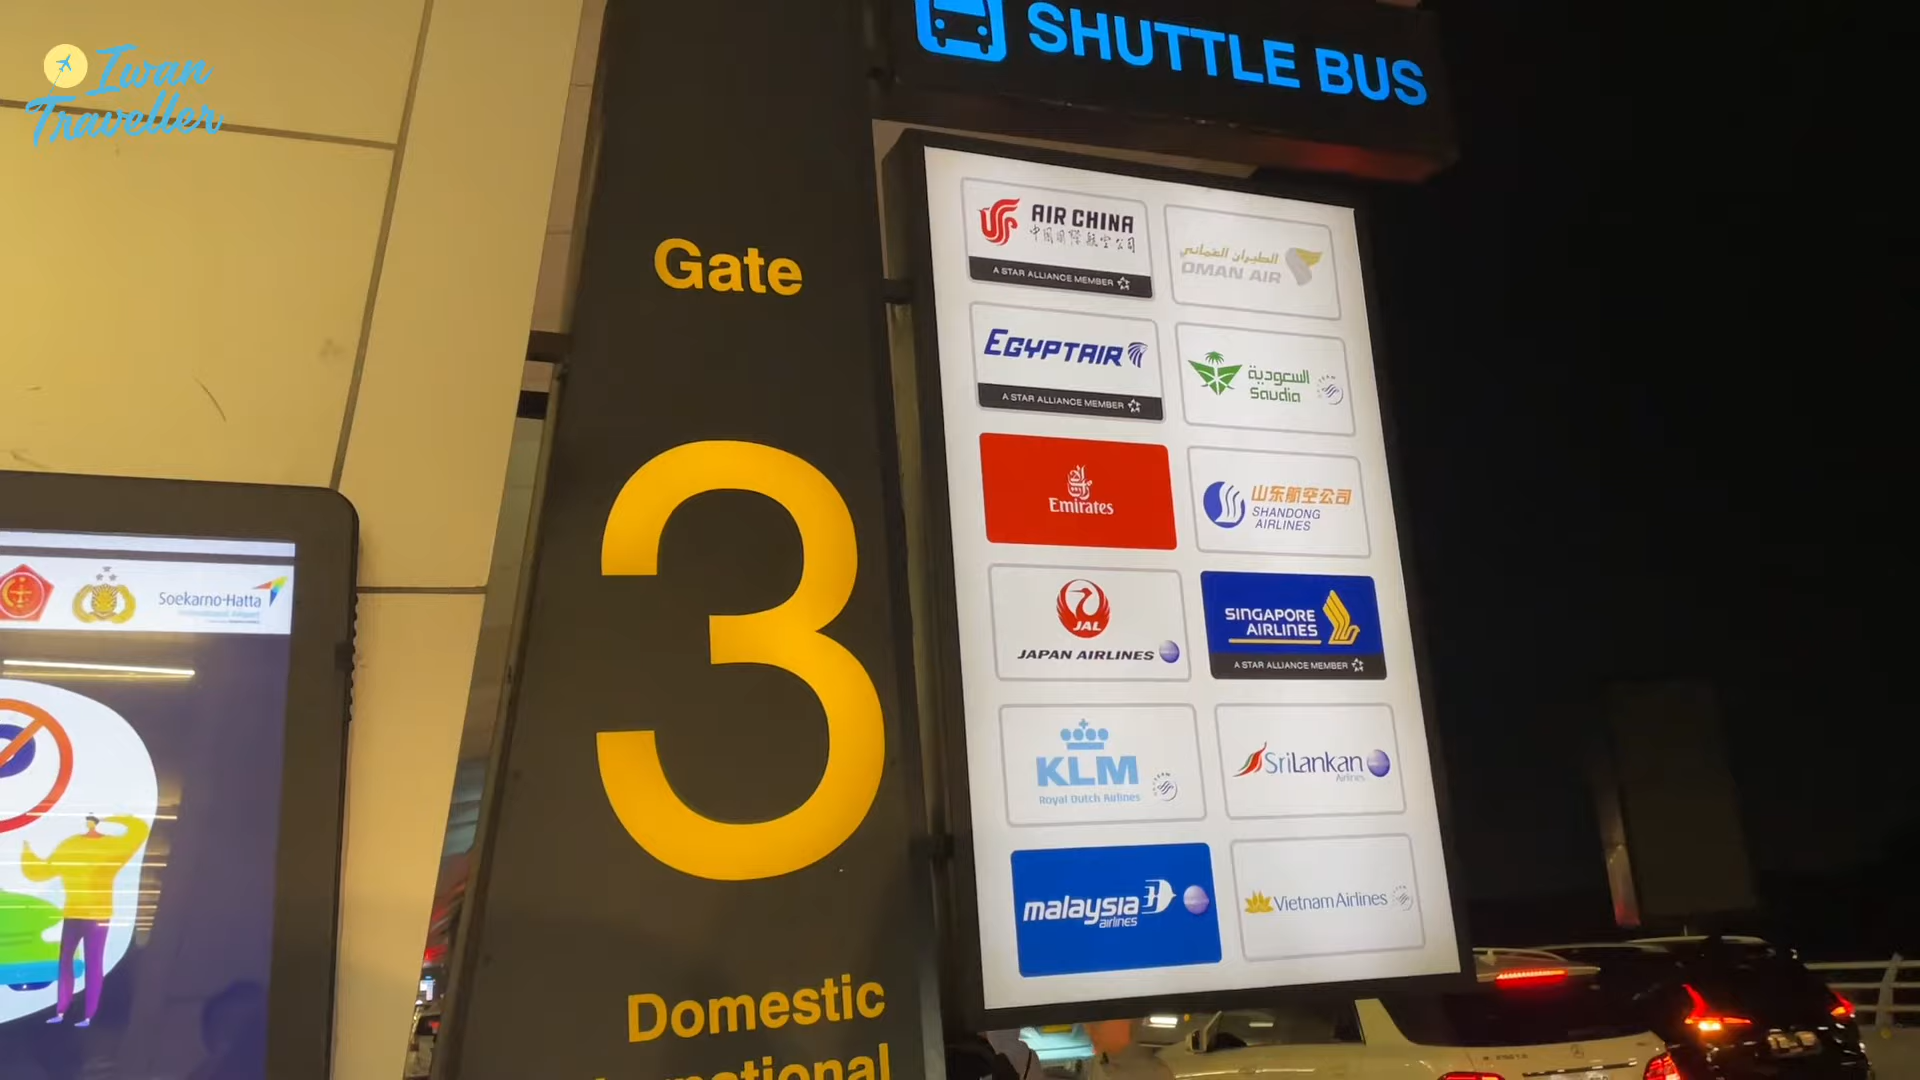 Iwan
Traveller
SHUTTLE BUS
Gate
3
Domestic
Soekarno-Hatta
AIR CHINA
中国国际航空公司
A STAR ALLIANCE MEMBER
الطيران العماني
OMAN AIR
EGYPTAIR
A STAR ALLIANCE MEMBER
السعودية
Saudia
Emirates
山东航空公司
SHANDONG
AIRLINES
JAL
JAPAN AIRLINES
SINGAPORE
AIRLINES
A STAR ALLIANCE MEMBER
KLM
Royal Dutch Airlines
SriLankan
Airlines
malaysia
airlines
Vietnam Airlines